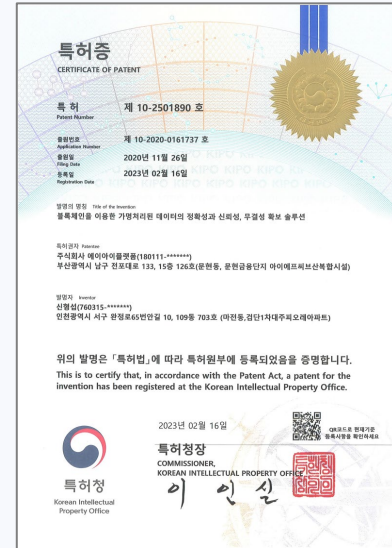 특허증
CERTIFICATE OF PATENT
특 허 제 10-2501890 호
Patent Number
출원번호 제 10-2020-0161737 호
Application Number
출원일 2020년 11월 26일
Filing Date
등록일 2023년 02월 16일
Registration Date
발명의 명칭 Title of the Invention
블록체인을 이용한 가명처리된 데이터의 정확성과 신뢰성, 무결성 확보 솔루션
특허권자 Patentee
주식회사 에이아이플랫폼(180111-*******)
부산광역시 남구 전포대로 133, 15층 126호(문현동, 문현금융단지 아이메프씨브산복합시설)
발명자 Inventor
신형섭(760315-*******)
인천광역시 서구 완정로65번안길 10, 109동 703호 (마전동,검단1차대주피오레아파트)
위의 발명은 「특허법」에 따라 특허원부에 등록되었음을 증명합니다.
This is to certify that, in accordance with the Patent Act, a patent for the
invention has been registered at the Korean Intellectual Property Office.
2023년 02월 16일
QR코드로 현재기준
등록사항을 확인하세요
특허청장
COMMISSIONER,
KOREAN INTELLECTUAL PROPERTY OFFICE
이 인 실
특허청
Korean Intellectual
Property Office